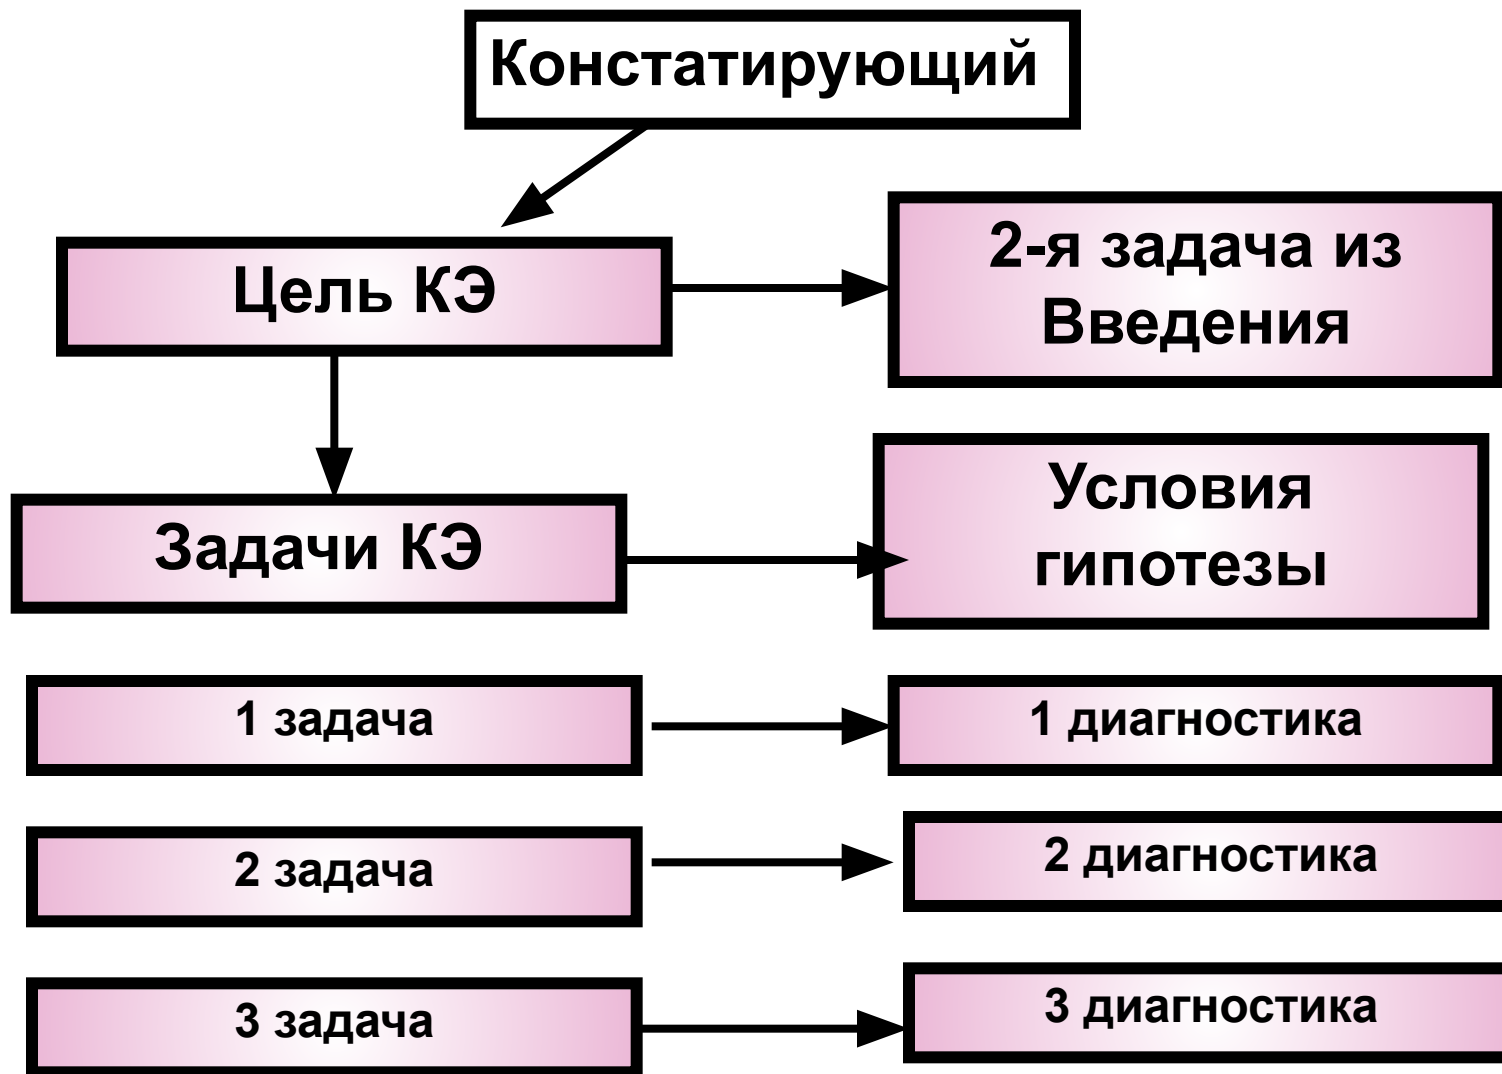 Констатирующий
Цель КЭ
2-я задача из
Введения
Задачи КЭ
Условия
гипотезы
1 задача
1 диагностика
2 задача
2 диагностика
3 задача
3 диагностика